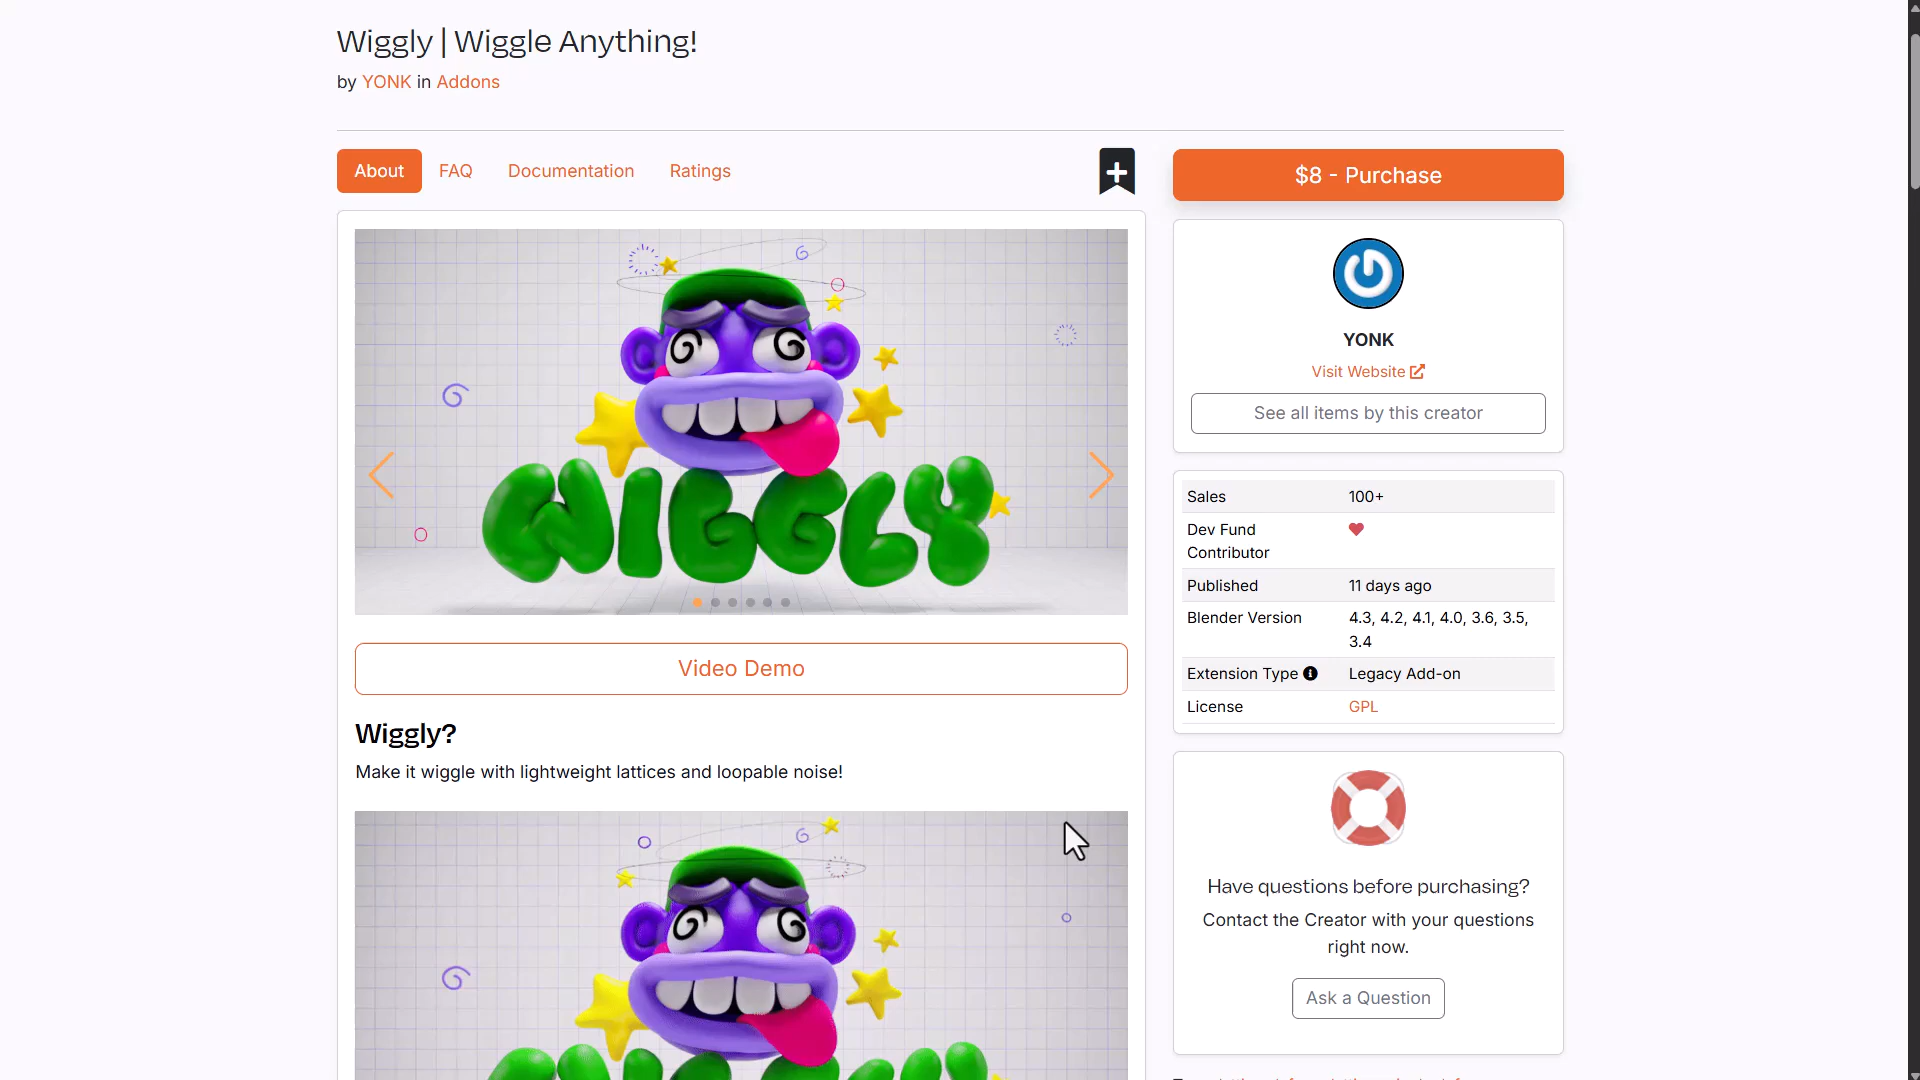 Wiggly | Wiggle Anything!
by YONK in Addons
About FAQ Documentation Ratings
$8 - Purchase
WIGGLY
YONK
Visit Website
See all items by this creator
Sales 100+
Dev Fund
Contributor
Published 11 days ago
Blender Version 4.3, 4.2, 4.1, 4.0, 3.6, 3.5,
3.4
Extension Type Legacy Add-on
License GPL
Video Demo
Wiggly?
Make it wiggle with lightweight lattices and loopable noise!
Have questions before purchasing?
Contact the Creator with your questions
right now.
Ask a Question